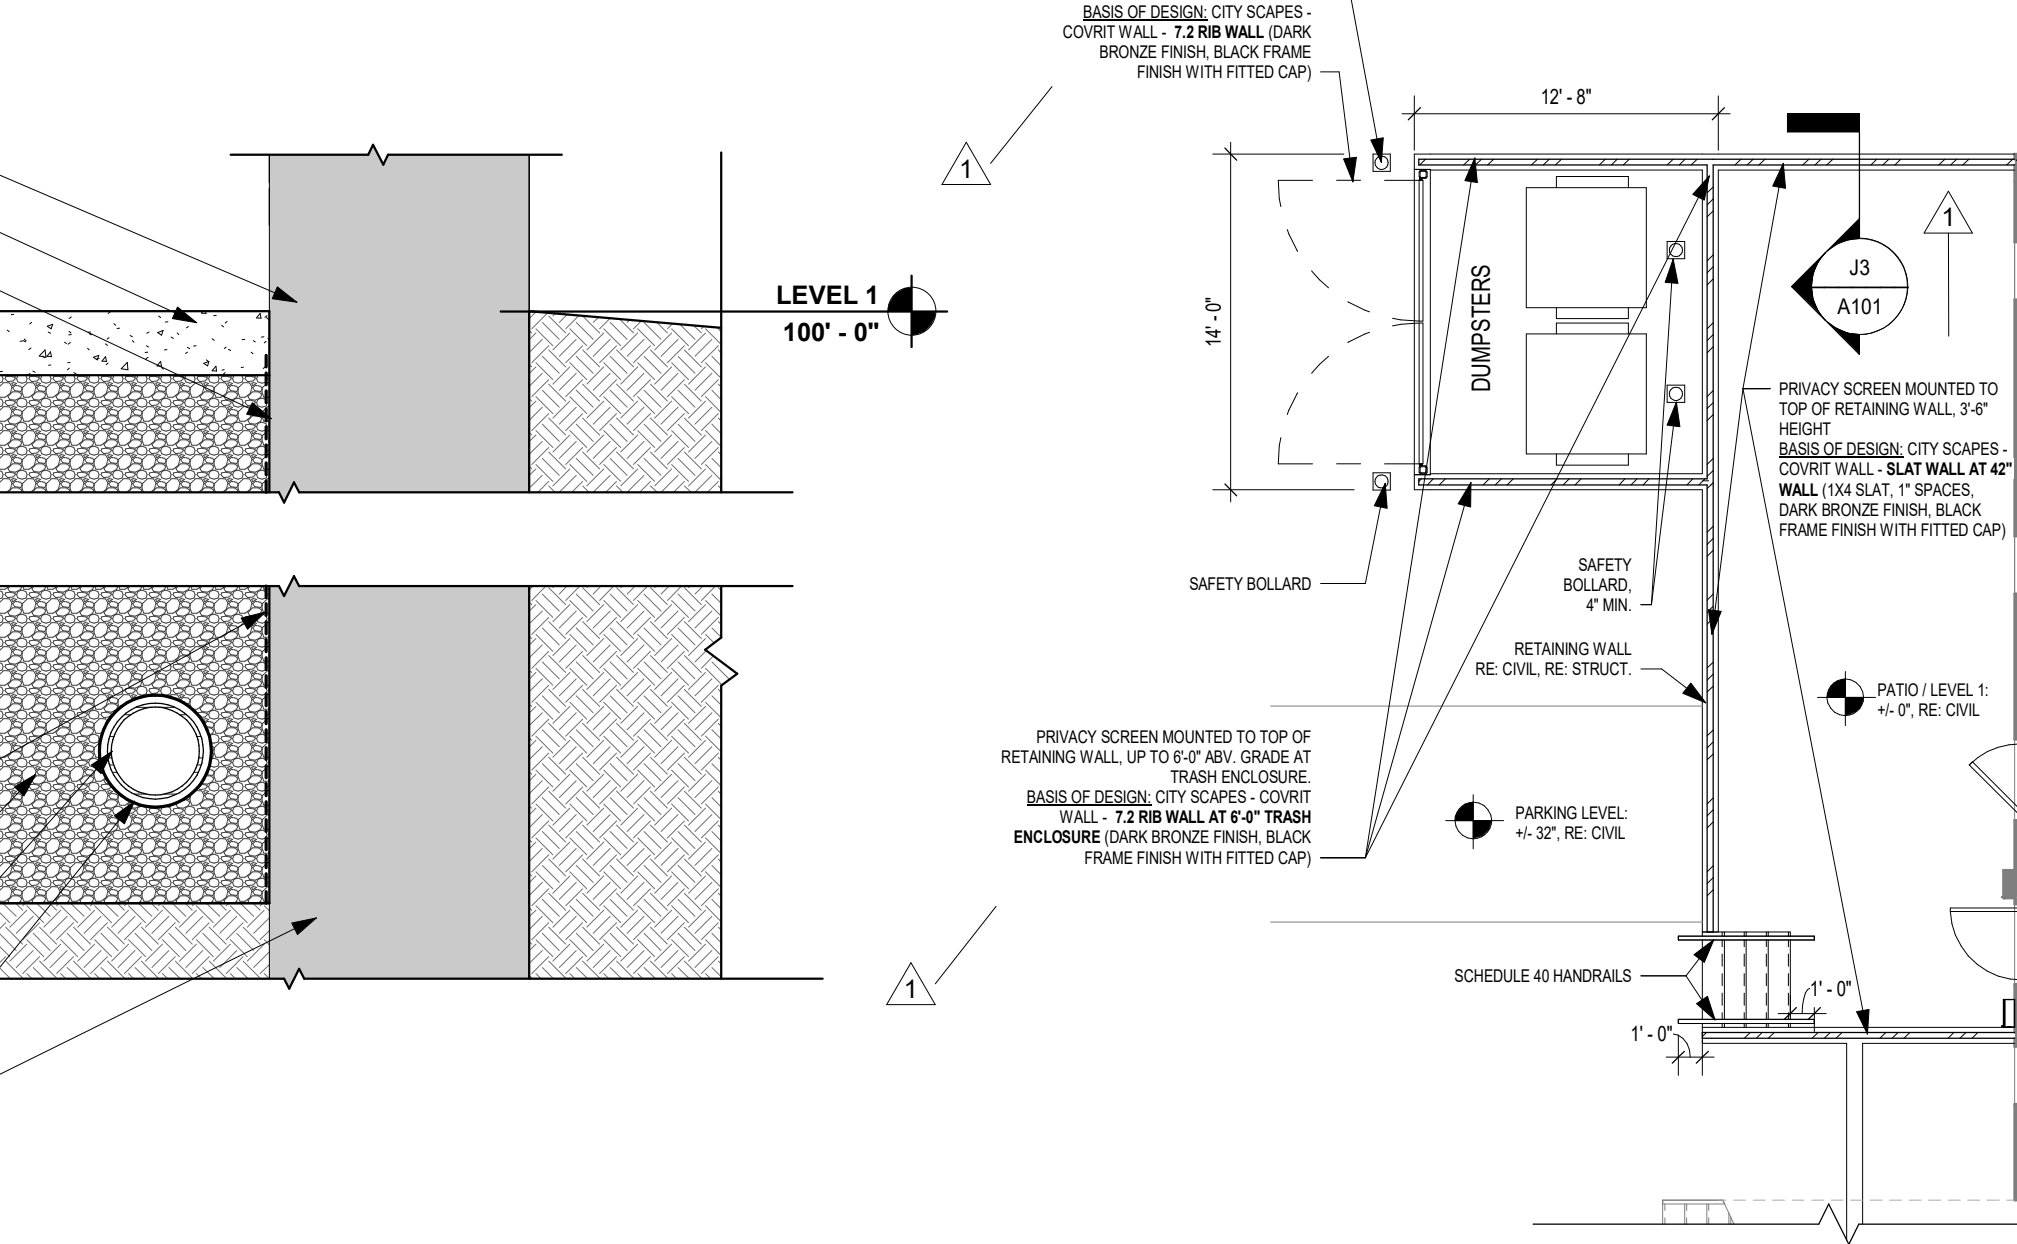 BASIS OF DESIGN: CITY SCAPES -
COVRIT WALL - 7.2 RIB WALL (DARK
BRONZE FINISH, BLACK FRAME
FINISH WITH FITTED CAP)
1
LEVEL 1
100' - 0"
12' - 8"
14' - 0"
DUMPSTERS
J3
A101
1
PRIVACY SCREEN MOUNTED TO
TOP OF RETAINING WALL, 3'-6"
HEIGHT
BASIS OF DESIGN: CITY SCAPES -
COVRIT WALL - SLAT WALL AT 42"
WALL (1X4 SLAT, 1" SPACES,
DARK BRONZE FINISH, BLACK
FRAME FINISH WITH FITTED CAP)
SAFETY BOLLARD
SAFETY
BOLLARD,
4" MIN.
RETAINING WALL
RE: CIVIL, RE: STRUCT.
PATIO / LEVEL 1:
+/- 0", RE: CIVIL
PRIVACY SCREEN MOUNTED TO TOP OF
RETAINING WALL, UP TO 6'-0" ABV. GRADE AT
TRASH ENCLOSURE.
BASIS OF DESIGN: CITY SCAPES - COVRIT
WALL - 7.2 RIB WALL AT 6'-0" TRASH
ENCLOSURE (DARK BRONZE FINISH, BLACK
FRAME FINISH WITH FITTED CAP)
PARKING LEVEL:
+/- 32", RE: CIVIL
1
SCHEDULE 40 HANDRAILS
1' - 0"
1' - 0"